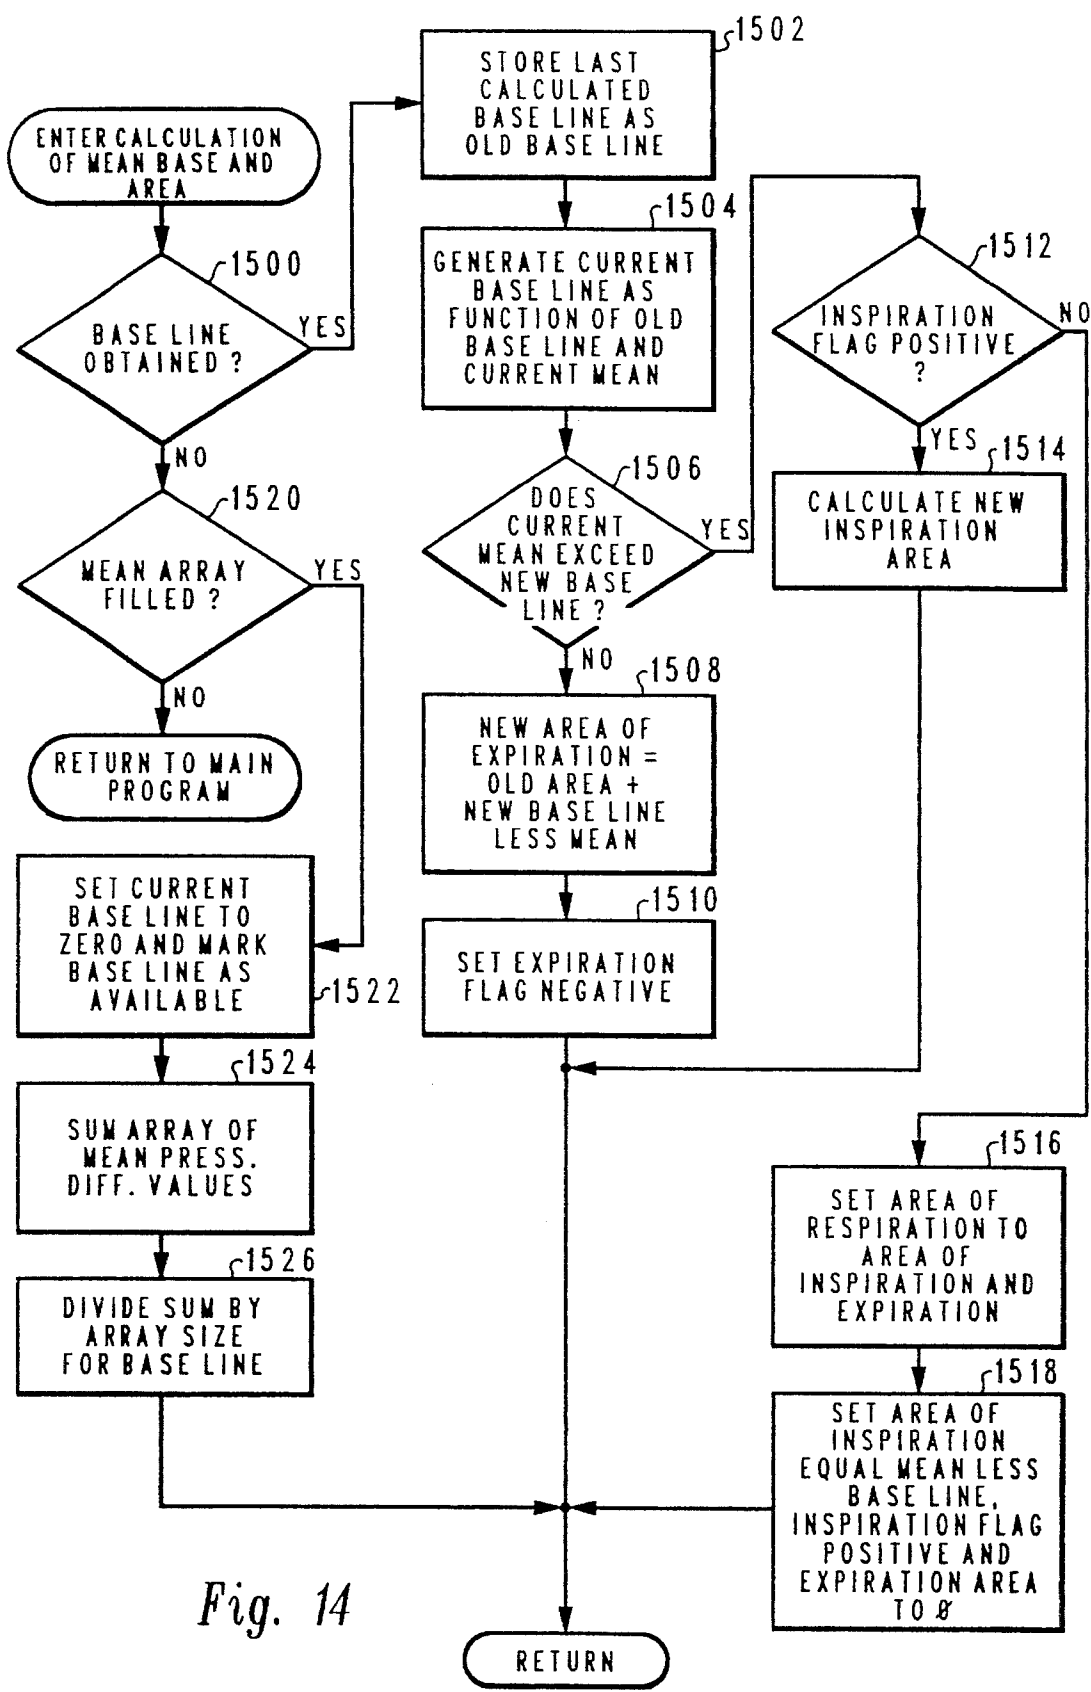 ENTER CALCULATION
OF MEAN BASE AND
AREA
1500
BASE LINE
OBTAINED ?
YES
NO
1520
MEAN ARRAY
FILLED ?
YES
NO
RETURN TO MAIN
PROGRAM
SET CURRENT
BASE LINE TO
ZERO AND MARK
BASE LINE AS
AVAILABLE
1522
1524
SUM ARRAY OF
MEAN PRESS.
DIFF. VALUES
1526
DIVIDE SUM BY
ARRAY SIZE
FOR BASE LINE
1502
STORE LAST
CALCULATED
BASE LINE AS
OLD BASE LINE
1504
GENERATE CURRENT
BASE LINE AS
FUNCTION OF OLD
BASE LINE AND
CURRENT MEAN
1506
DOES
CURRENT
MEAN EXCEED
NEW BASE
LINE ?
YES
NO
1508
NEW AREA OF
EXPIRATION =
OLD AREA +
NEW BASE LINE
LESS MEAN
1510
SET EXPIRATION
FLAG NEGATIVE
1512
INSPIRATION
FLAG POSITIVE
?
NO
YES
1514
CALCULATE NEW
INSPIRATION
AREA
1516
SET AREA OF
RESPIRATION TO
AREA OF
INSPIRATION AND
EXPIRATION
1518
SET AREA OF
INSPIRATION
EQUAL MEAN LESS
BASE LINE,
INSPIRATION FLAG
POSITIVE AND
EXPIRATION AREA
TO 0
RETURN
Fig. 14